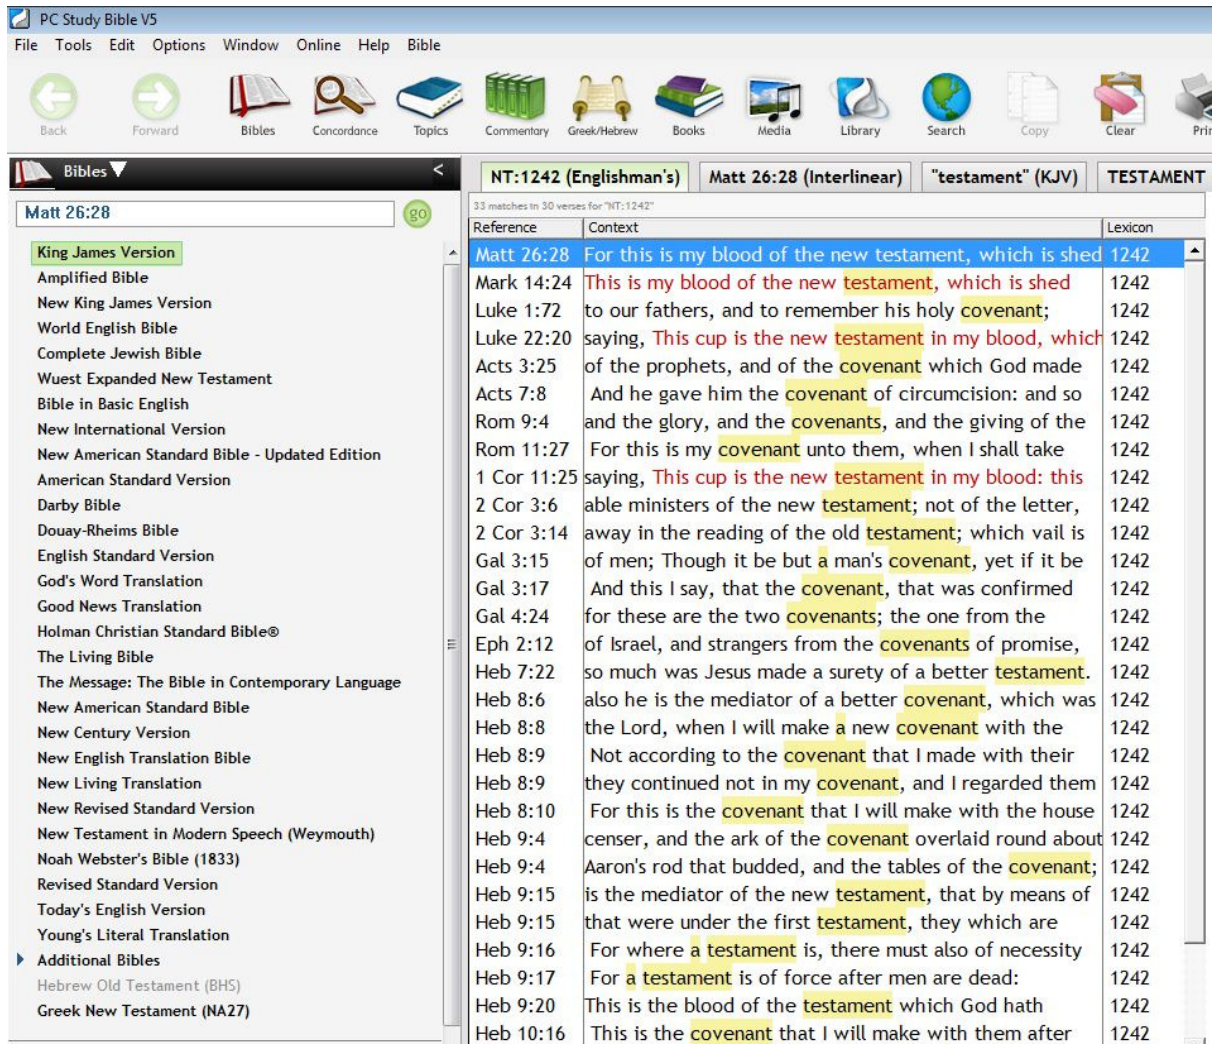 PC Study Bible V5
File Tools Edit Options Window Online Help Bible
Back Forward Bibles Concordance Topics Commentary Greek/Hebrew Books Media Library Search Copy Clear Prin
Bibles <
Matt 26:28 go
King James Version
Amplified Bible
New King James Version
World English Bible
Complete Jewish Bible
Wuest Expanded New Testament
Bible in Basic English
New International Version
New American Standard Bible - Updated Edition
American Standard Version
Darby Bible
Douay-Rheims Bible
English Standard Version
God's Word Translation
Good News Translation
Holman Christian Standard Bible®
The Living Bible
The Message: The Bible in Contemporary Language
New American Standard Bible
New Century Version
New English Translation Bible
New Living Translation
New Revised Standard Version
New Testament in Modern Speech (Weymouth)
Noah Webster's Bible (1833)
Revised Standard Version
Today's English Version
Young's Literal Translation
Additional Bibles
Hebrew Old Testament (BHS)
Greek New Testament (NA27)
NT:1242 (Englishman's) Matt 26:28 (Interlinear) "testament" (KJV) TESTAMENT
33 matches in 30 verses for "NT:1242"
Reference Context Lexicon
Matt 26:28 For this is my blood of the new testament, which is shed 1242
Mark 14:24 This is my blood of the new testament, which is shed 1242
Luke 1:72 to our fathers, and to remember his holy covenant; 1242
Luke 22:20 saying, This cup is the new testament in my blood, which 1242
Acts 3:25 of the prophets, and of the covenant which God made 1242
Acts 7:8 And he gave him the covenant of circumcision: and so 1242
Rom 9:4 and the glory, and the covenants, and the giving of the 1242
Rom 11:27 For this is my covenant unto them, when I shall take 1242
1 Cor 11:25 saying, This cup is the new testament in my blood: this 1242
2 Cor 3:6 able ministers of the new testament; not of the letter, 1242
2 Cor 3:14 away in the reading of the old testament; which vail is 1242
Gal 3:15 of men; Though it be but a man's covenant, yet if it be 1242
Gal 3:17 And this I say, that the covenant, that was confirmed 1242
Gal 4:24 for these are the two covenants; the one from the 1242
Eph 2:12 of Israel, and strangers from the covenants of promise, 1242
Heb 7:22 so much was Jesus made a surety of a better testament. 1242
Heb 8:6 also he is the mediator of a better covenant, which was 1242
Heb 8:8 the Lord, when I will make a new covenant with the 1242
Heb 8:9 Not according to the covenant that I made with their 1242
Heb 8:9 they continued not in my covenant, and I regarded them 1242
Heb 8:10 For this is the covenant that I will make with the house 1242
Heb 9:4 censer, and the ark of the covenant overlaid round about 1242
Heb 9:4 Aaron's rod that budded, and the tables of the covenant; 1242
Heb 9:15 is the mediator of the new testament, that by means of 1242
Heb 9:15 that were under the first testament, they which are 1242
Heb 9:16 For where a testament is, there must also of necessity 1242
Heb 9:17 For a testament is of force after men are dead: 1242
Heb 9:20 This is the blood of the testament which God hath 1242
Heb 10:16 This is the covenant that I will make with them after 1242